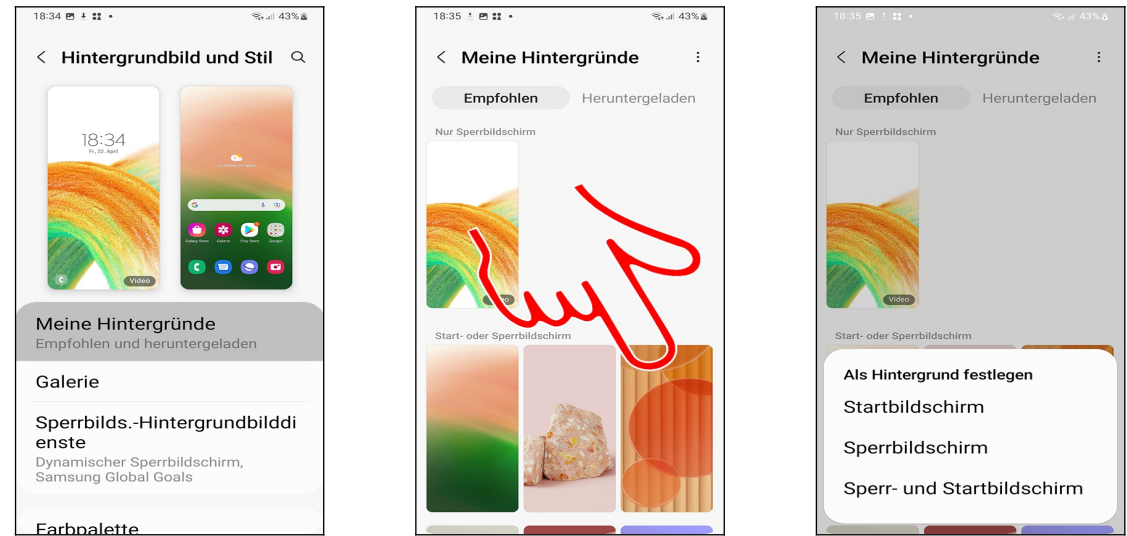 18:34
43%
Hintergrundbild und Stil
18:34
Fr., 22. April
Galaxy Store
Galerie
Play Store
Google
Video
Meine Hintergründe
Empfohlen und heruntergeladen
Galerie
Sperrbilds.-Hintergrundbilddi
enste
Dynamischer Sperrbildschirm,
Samsung Global Goals
Farbpalette
18:35
43%
Meine Hintergründe
Empfohlen
Heruntergeladen
Nur Sperrbildschirm
Start- oder Sperrbildschirm
18:35
43%
Meine Hintergründe
Empfohlen
Heruntergeladen
Nur Sperrbildschirm
Video
Start- oder Sperrbildschirm
Als Hintergrund festlegen
Startbildschirm
Sperrbildschirm
Sperr- und Startbildschirm